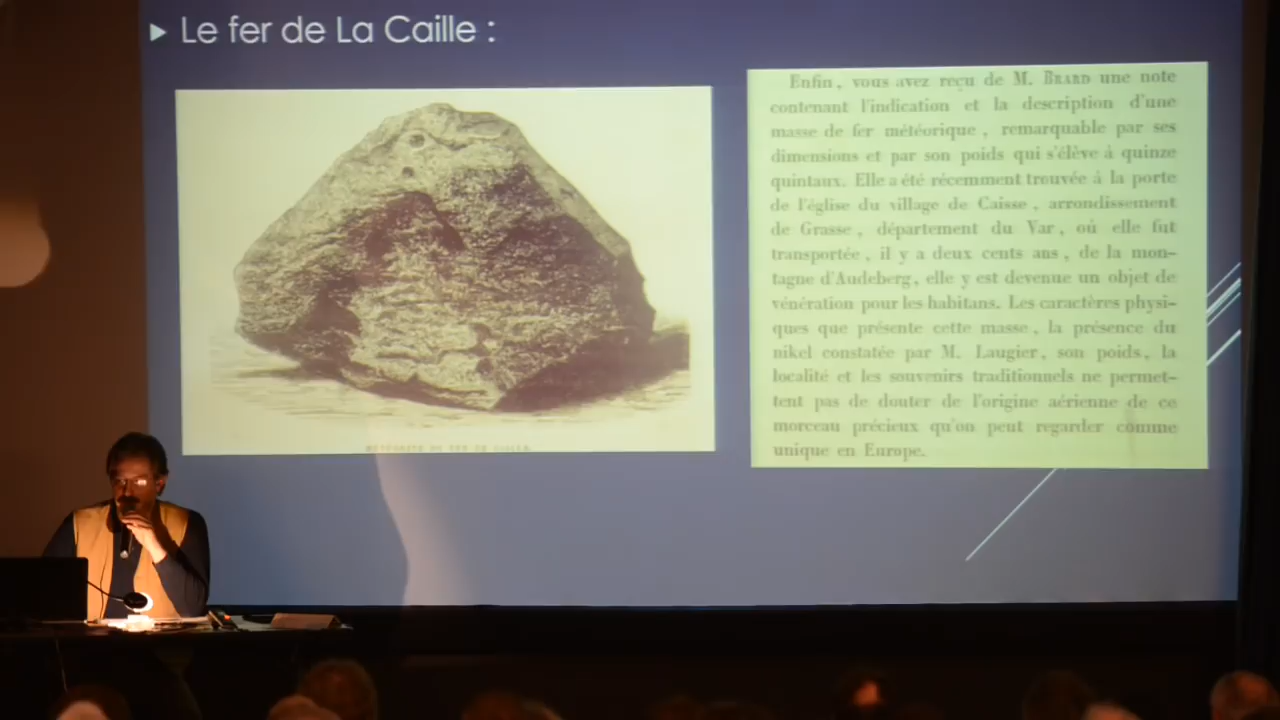 Le fer de La Caille :
Enfin, vous avez reçu de M. BRARD une note
contenant l'indication et la description d'une
masse de fer météorique, remarquable par ses
dimensions et par son poids qui s'élève à quinze
quintaux. Elle a été récemment trouvée à la porte
de l'église du village de Caisse, arrondissement
de Grasse, département du Var, où elle fut
transportée, il y a deux cents ans, de la mon-
tagne d'Audeberg, elle y est devenue un objet de
vénération pour les habitans. Les caractères physi-
ques que présente cette masse, la présence du
nikel constatée par M. Laugier, son poids, la
localité et les souvenirs traditionnels ne permet-
tent pas de douter de l'origine aérienne de ce
morceau précieux qu'on peut regarder comme
unique en Europe.